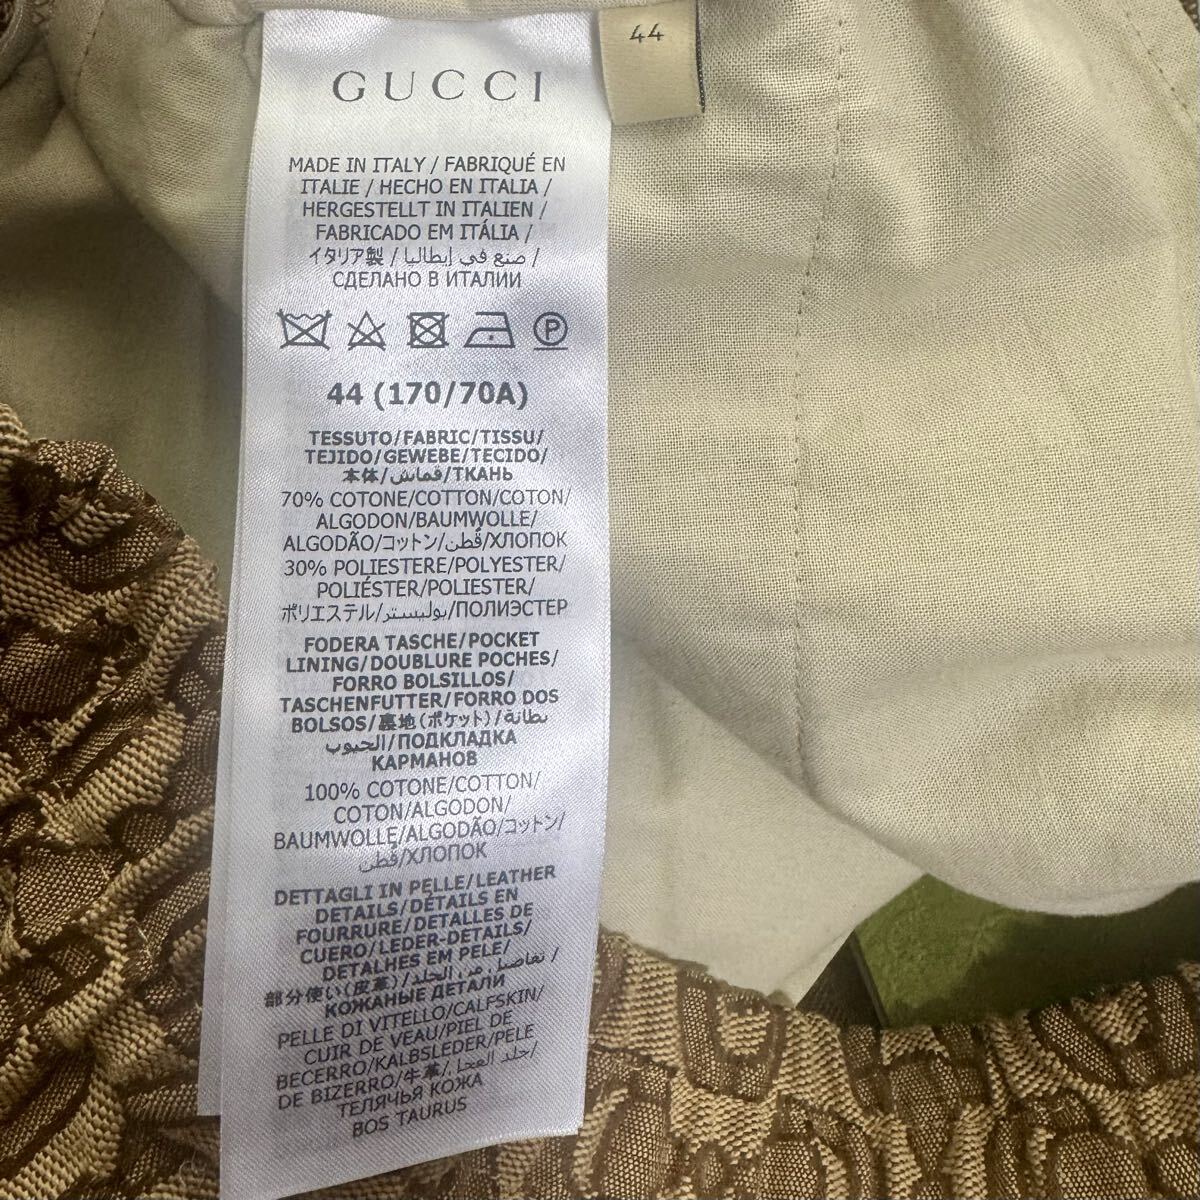 44
GUCCI
MADE IN ITALY / FABRIQUÉ EN
ITALIE / HECHO EN ITALIA /
HERGESTELLT IN ITALIEN /
FABRICADO EM ITÁLIA /
イタリア製 / صنع في إيطاليا /
СДЕЛАНО В ИТАЛИИ
P
44 (170/70A)
TESSUTO/FABRIC/TISSU/
TEJIDO/GEWEBE/TECIDO/
本体/قماش/ТКАНЬ
70% COTONE/COTTON/COTON/
ALGODON/BAUMWOLLE/
ALGODÃO/コットン/قطن/ХЛОПОК
30% POLIESTERE/POLYESTER/
POLIÉSTER/POLIESTER/
ポリエステル/بوليستر/ПОЛИЭСТЕР
FODERA TASCHE/POCKET
LINING/DOUBLURE POCHES/
FORRO BOLSILLOS/
TASCHENFUTTER/FORRO DOS
BOLSOS/裏地(ポケット)/بطانة
الجيوب/ПОДКЛАДКА
КАРМАНОВ
100% COTONE/COTTON/
COTON/ALGODON/
BAUMWOLLE/ALGODÃO/コットン/
قطن/ХЛОПОК
DETTAGLI IN PELLE/LEATHER
DETAILS/DÉTAILS EN
FOURRURE/DETALLES DE
CUERO/LEDER-DETAILS/
DETALHES EM PELE/
部分使い(皮革)/تفاصيل من الجلد/
КОЖАНЫЕ ДЕТАЛИ
PELLE DI VITELLO/CALFSKIN/
CUIR DE VEAU/PIEL DE
BECERRO/KALBSLEDER/PELE
DE BIZERRO/牛革/جلد العجل/
ТЕЛЯЧЬЯ КОЖА
BOS TAURUS